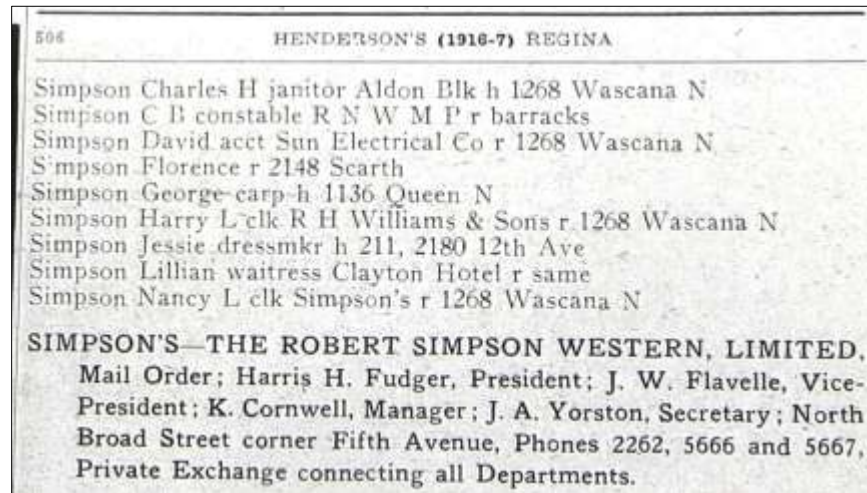 506 HENDERSON'S (1916-7) REGINA
Simpson Charles H janitor Aldon Blk h 1268 Wascana N
Simpson C B constable R N W M P r barracks
Simpson David acct Sun Electrical Co r 1268 Wascana N
Simpson Florence r 2148 Scarth
Simpson George carp h 1136 Queen N
Simpson Harry L clk R H Williams & Sons r 1268 Wascana N
Simpson Jessie dressmkr h 211, 2180 12th Ave
Simpson Lillian waitress Clayton Hotel r same
Simpson Nancy L clk Simpson's r 1268 Wascana N
SIMPSON'S—THE ROBERT SIMPSON WESTERN, LIMITED.
Mail Order; Harris H. Fudger, President; J. W. Flavelle, Vice-
President; K. Cornwell, Manager; J. A. Yorston, Secretary; North
Broad Street corner Fifth Avenue, Phones 2262, 5666 and 5667,
Private Exchange connecting all Departments.